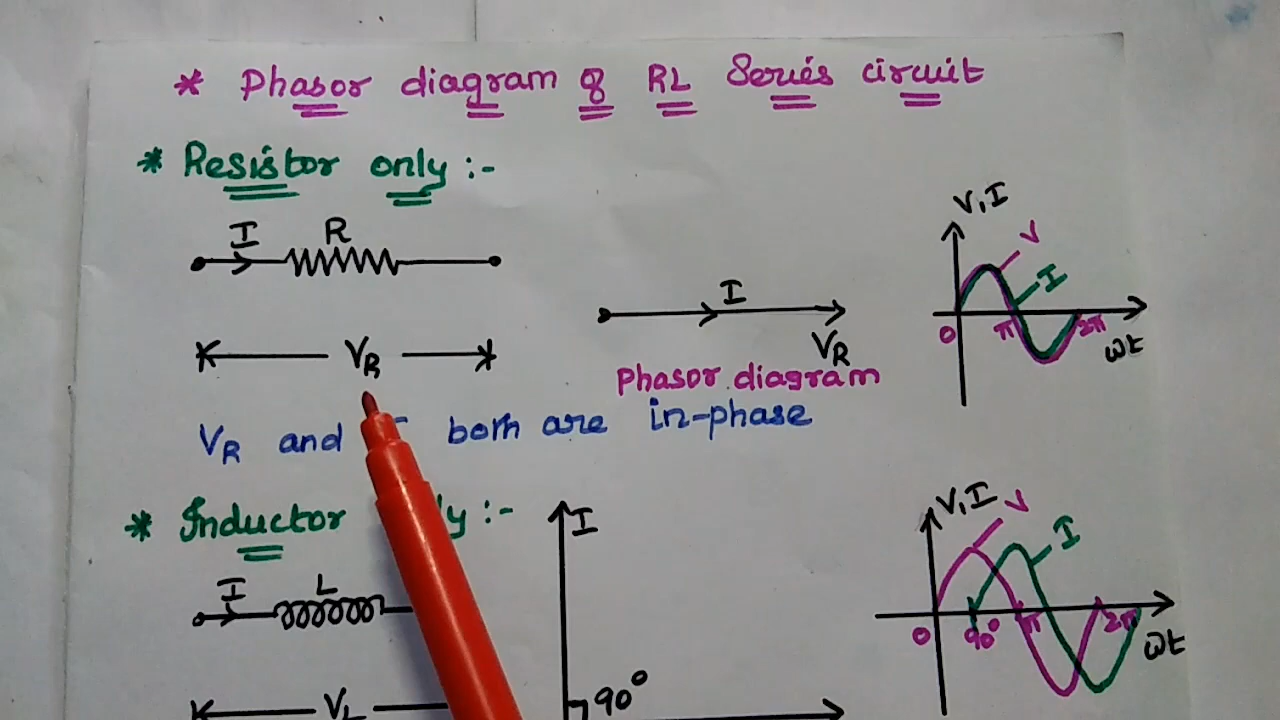 * Phasor diagram of RL Series circuit
* Resistor only :-
I R
V_R
I
V_R
Phasor diagram
V, I
V
I
0 π 2π
ωt
V_R and both are in-phase
* Inductor :-
I L
V_L
I
90°
V, I
V
I
0 90° π 2π
ωt